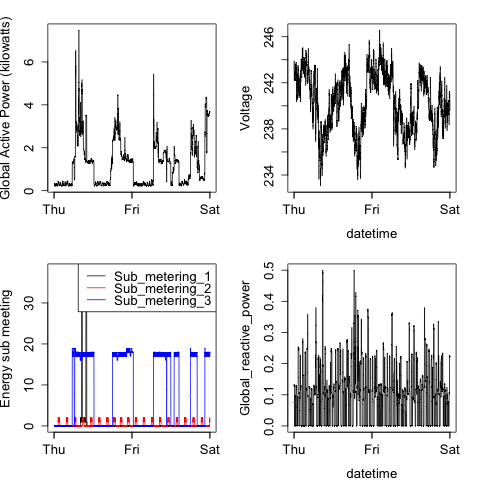 Global Active Power (kilowatts)
0 2 4 6
Thu Fri Sat
Voltage
234 238 242 246
Thu Fri Sat
datetime
Energy sub meeting
0 10 20 30
Sub_metering_1
Sub_metering_2
Sub_metering_3
Thu Fri Sat
Global_reactive_power
0.0 0.1 0.2 0.3 0.4 0.5
Thu Fri Sat
datetime